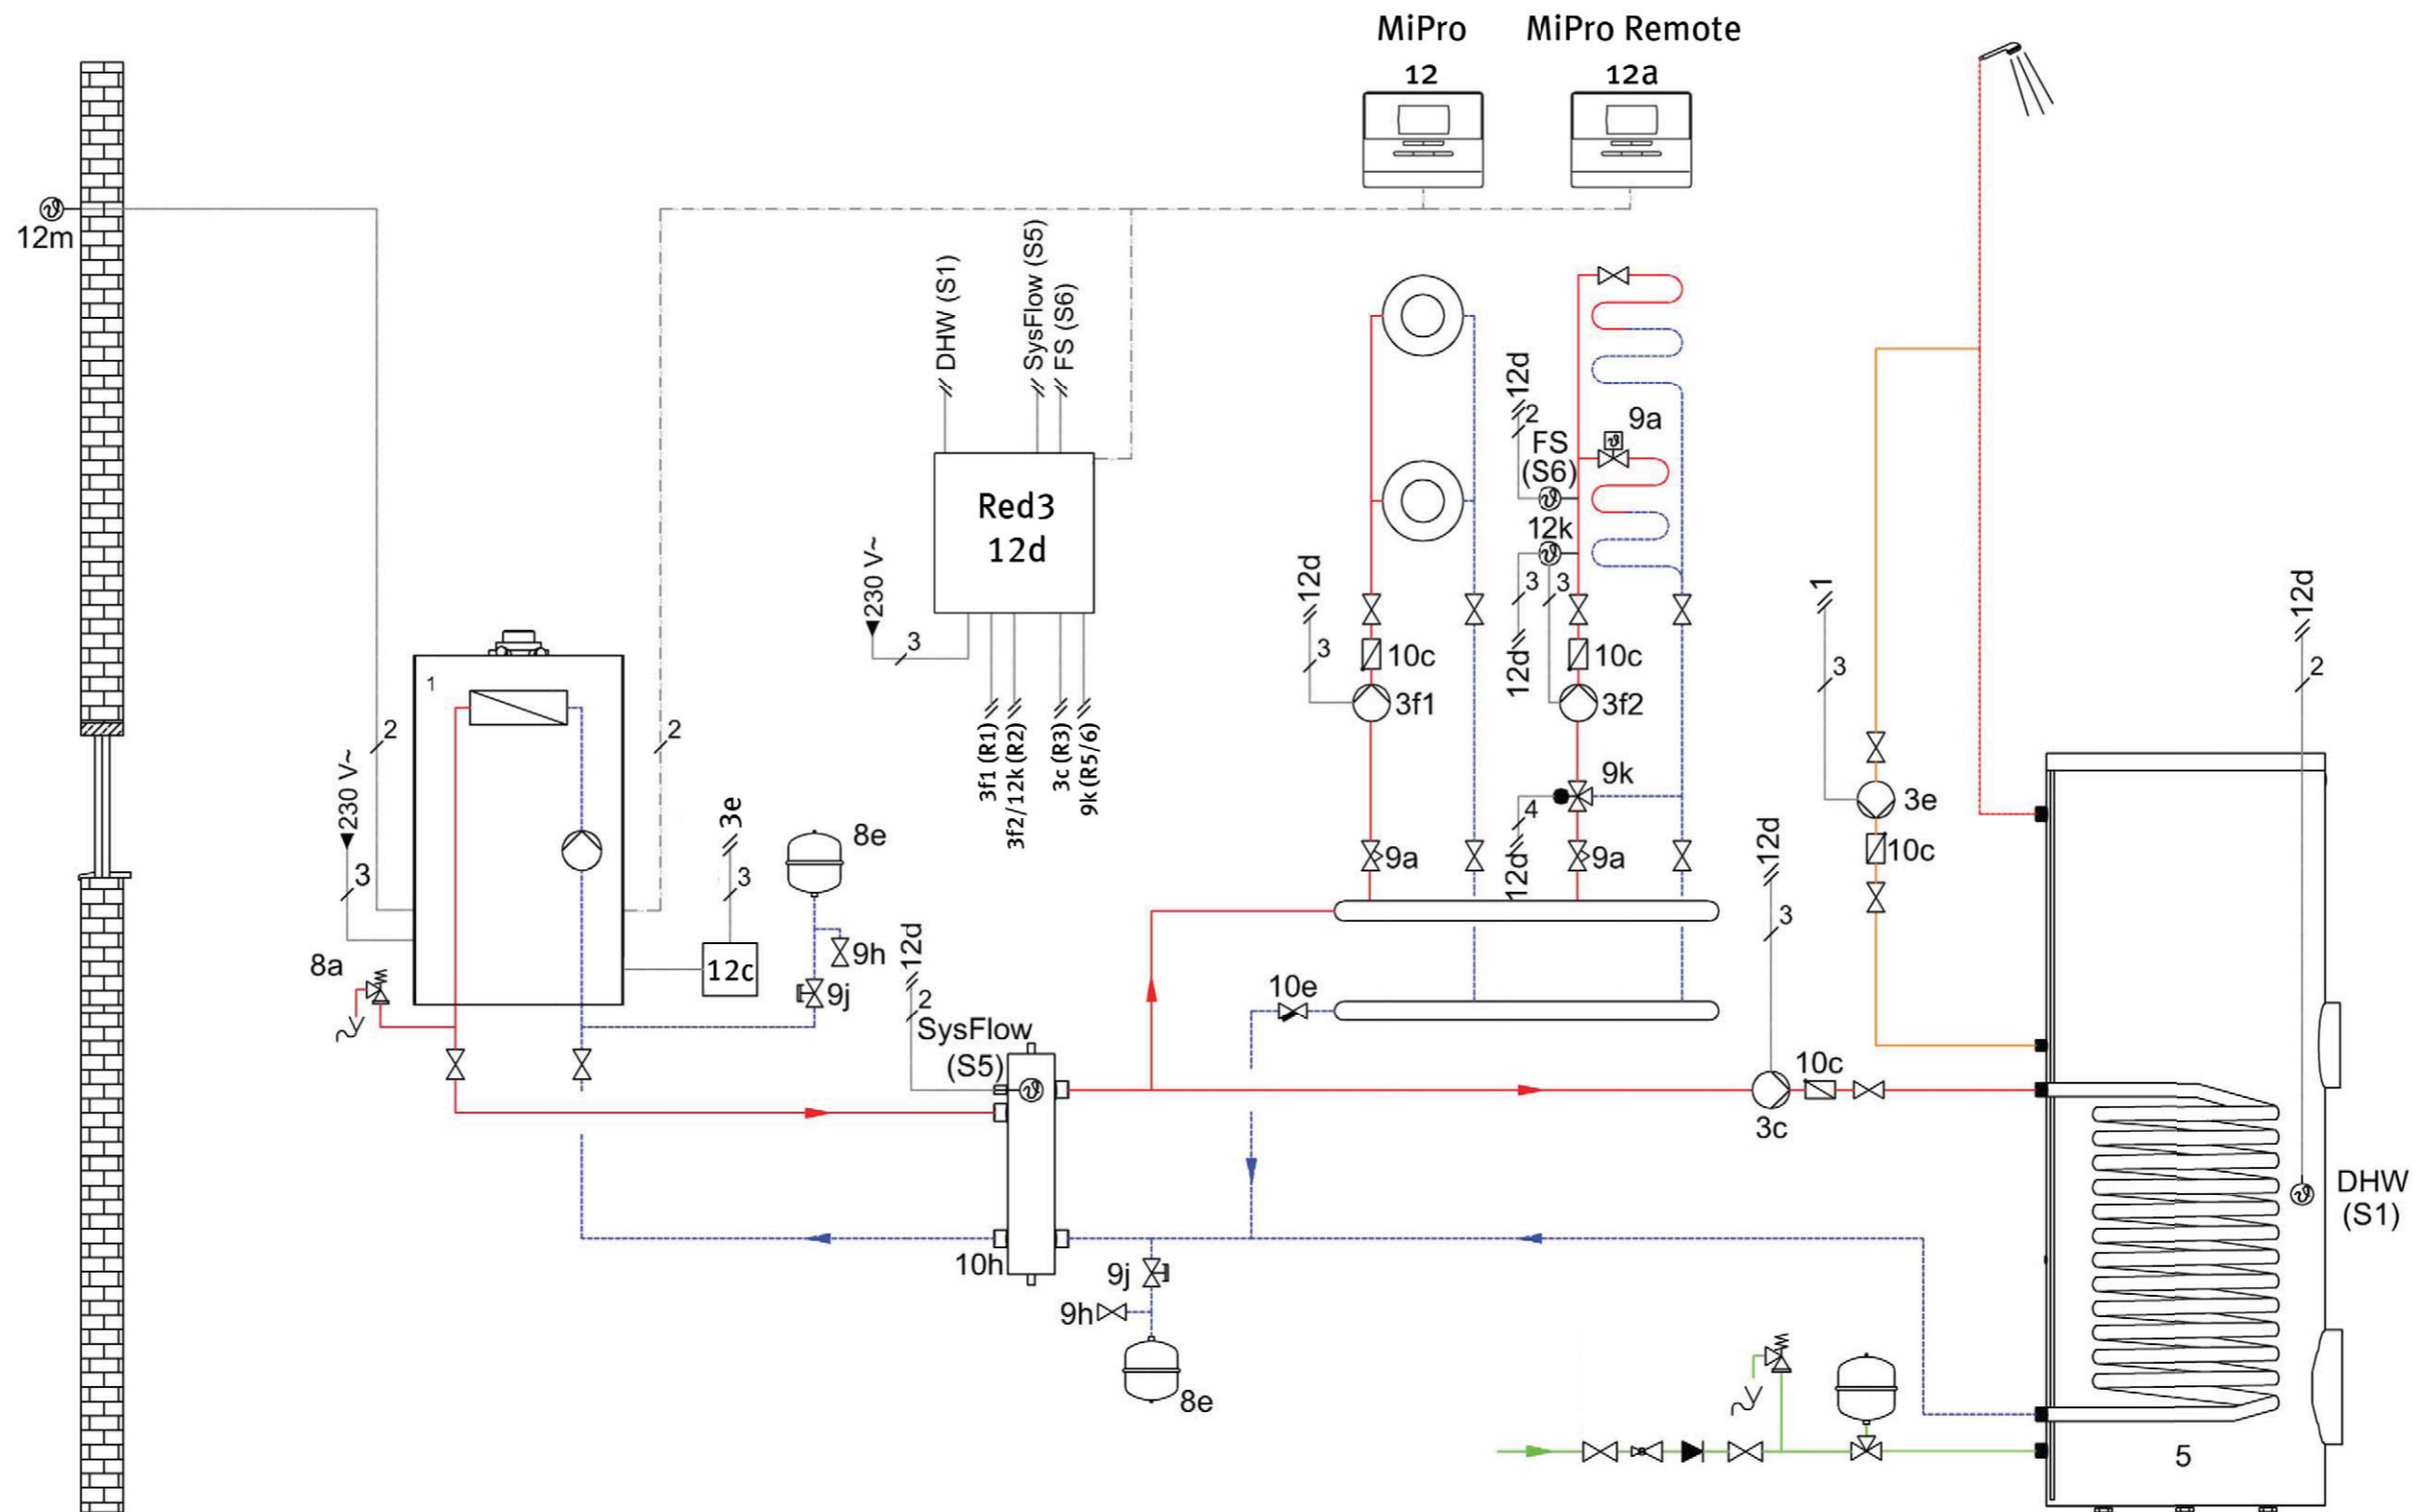 MiPro
12
MiPro Remote
12a
12m
DHW (S1)
SysFlow (S5)
FS (S6)
Red3
12d
230 V~
3
3f1 (R1)
3f2/12k (R2)
3c (R3)
9k (R5/6)
12d
3
10c
3f1
9a
12d
2
FS
(S6)
9a
12k
3
3
12d
10c
3f2
9k
4
12d
9a
1
3
3e
10c
12d
2
1
2
2
230 V~
3
3e
3
12c
8a
8e
9h
9j
12d
2
SysFlow
(S5)
10e
12d
3
10c
3c
DHW
(S1)
10h
9j
9h
8e
5